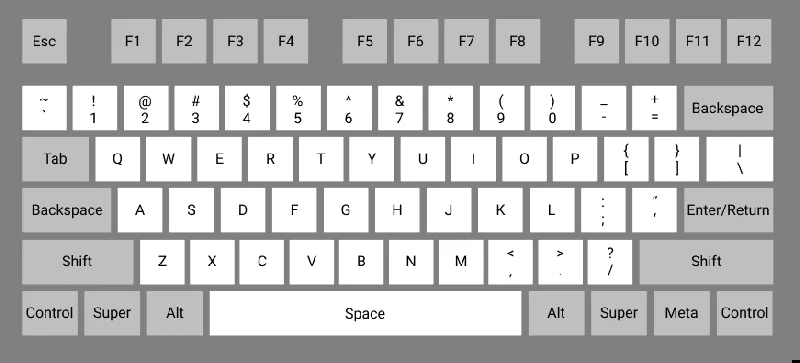 Esc F1 F2 F3 F4 F5 F6 F7 F8 F9 F10 F11 F12
~ ! @ # $ % ^ & * ( ) _ +
` 1 2 3 4 5 6 7 8 9 0 - = Backspace
Tab Q W E R T Y U I O P { } |
[ ] \
Backspace A S D F G H J K L : " Enter/Return
; '
Shift Z X C V B N M < > ? Shift
, . /
Control Super Alt Space Alt Super Meta Control